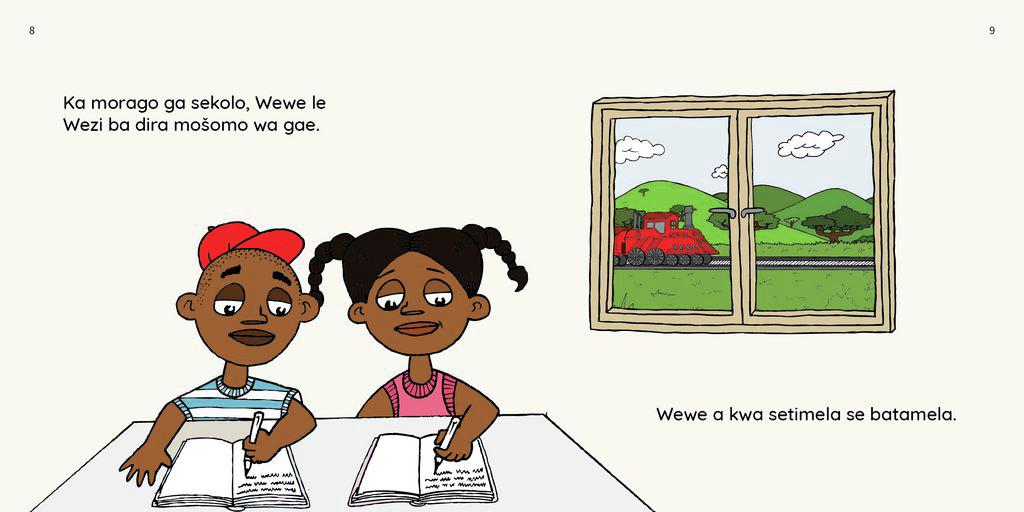 8
9
Ka morago ga sekolo, Wewe le
Wezi ba dira mošomo wa gae.
Wewe a kwa setimela se batamela.